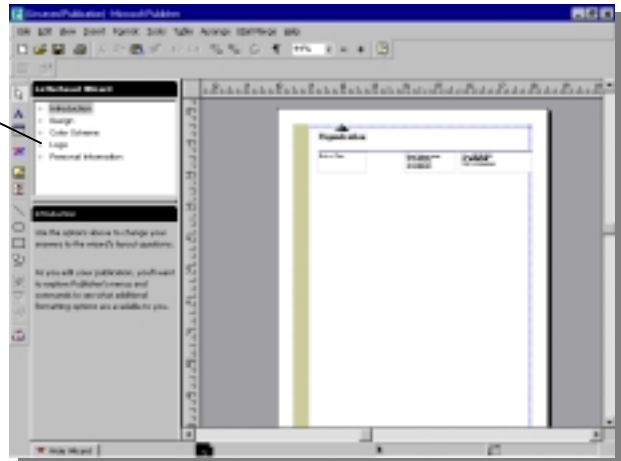 [Unsaved Publication] - Microsoft Publisher
File Edit View Insert Format Tools Table Arrange Mail Merge Help
Letterhead Wizard
Introduction
Design
Color Scheme
Logo
Personal Information
Introduction
Use the options above to change your
answers to the wizard's layout questions.
As you edit your publication, you'll want
to explore Publisher's menus and
commands to see what additional
formatting options are available to you.
Organization
Hide Wizard